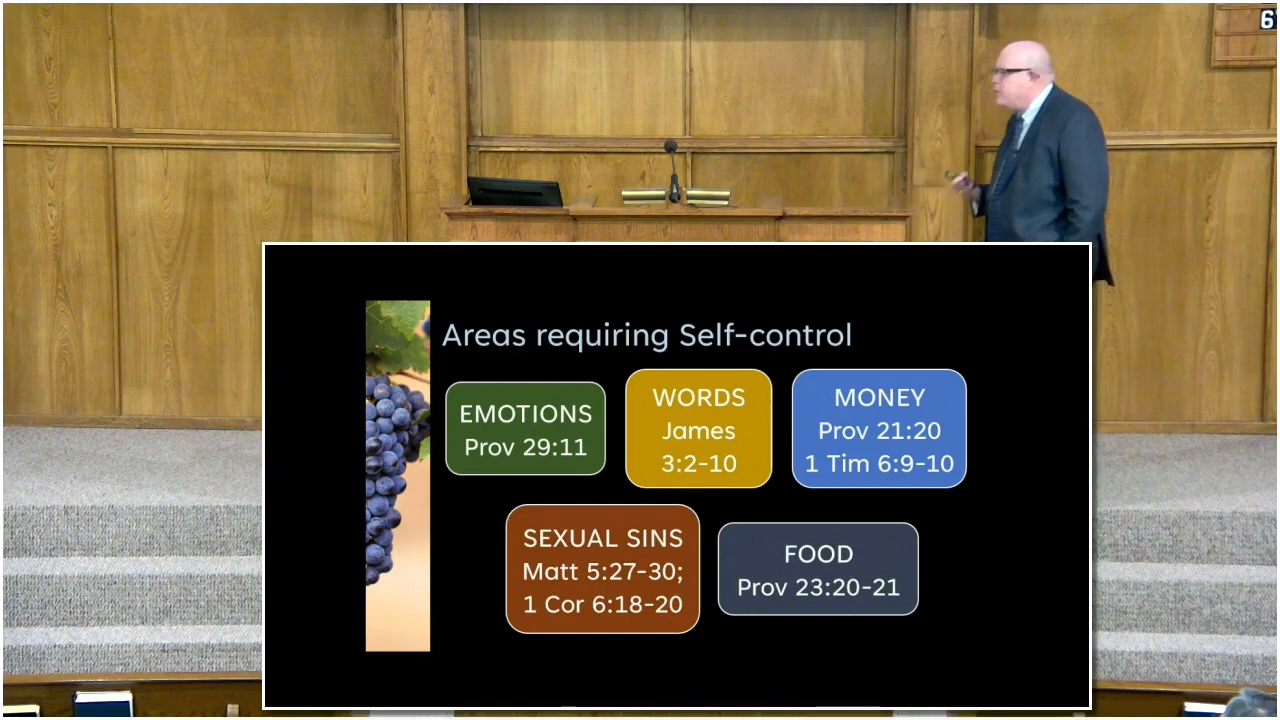 6
Areas requiring Self-control
EMOTIONS
Prov 29:11
WORDS
James
3:2-10
MONEY
Prov 21:20
1 Tim 6:9-10
SEXUAL SINS
Matt 5:27-30;
1 Cor 6:18-20
FOOD
Prov 23:20-21